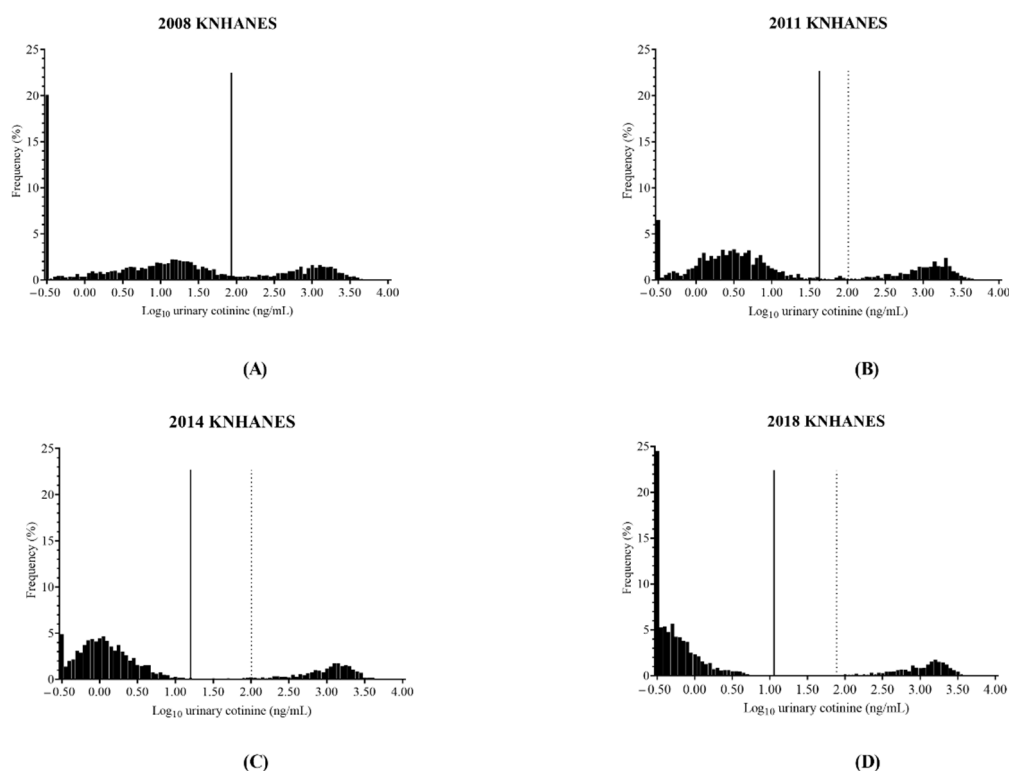 2008 KNHANES
25
20
15
10
5
0
Frequency (%)
−0.50 0.00 0.50 1.00 1.50 2.00 2.50 3.00 3.50 4.00
Log10 urinary cotinine (ng/mL)
(A)
2011 KNHANES
25
20
15
10
5
0
Frequency (%)
−0.50 0.00 0.50 1.00 1.50 2.00 2.50 3.00 3.50 4.00
Log10 urinary cotinine (ng/mL)
(B)
2014 KNHANES
25
20
15
10
5
0
Frequency (%)
−0.50 0.00 0.50 1.00 1.50 2.00 2.50 3.00 3.50 4.00
Log10 urinary cotinine (ng/mL)
(C)
2018 KNHANES
25
20
15
10
5
0
Frequency (%)
−0.50 0.00 0.50 1.00 1.50 2.00 2.50 3.00 3.50 4.00
Log10 urinary cotinine (ng/mL)
(D)